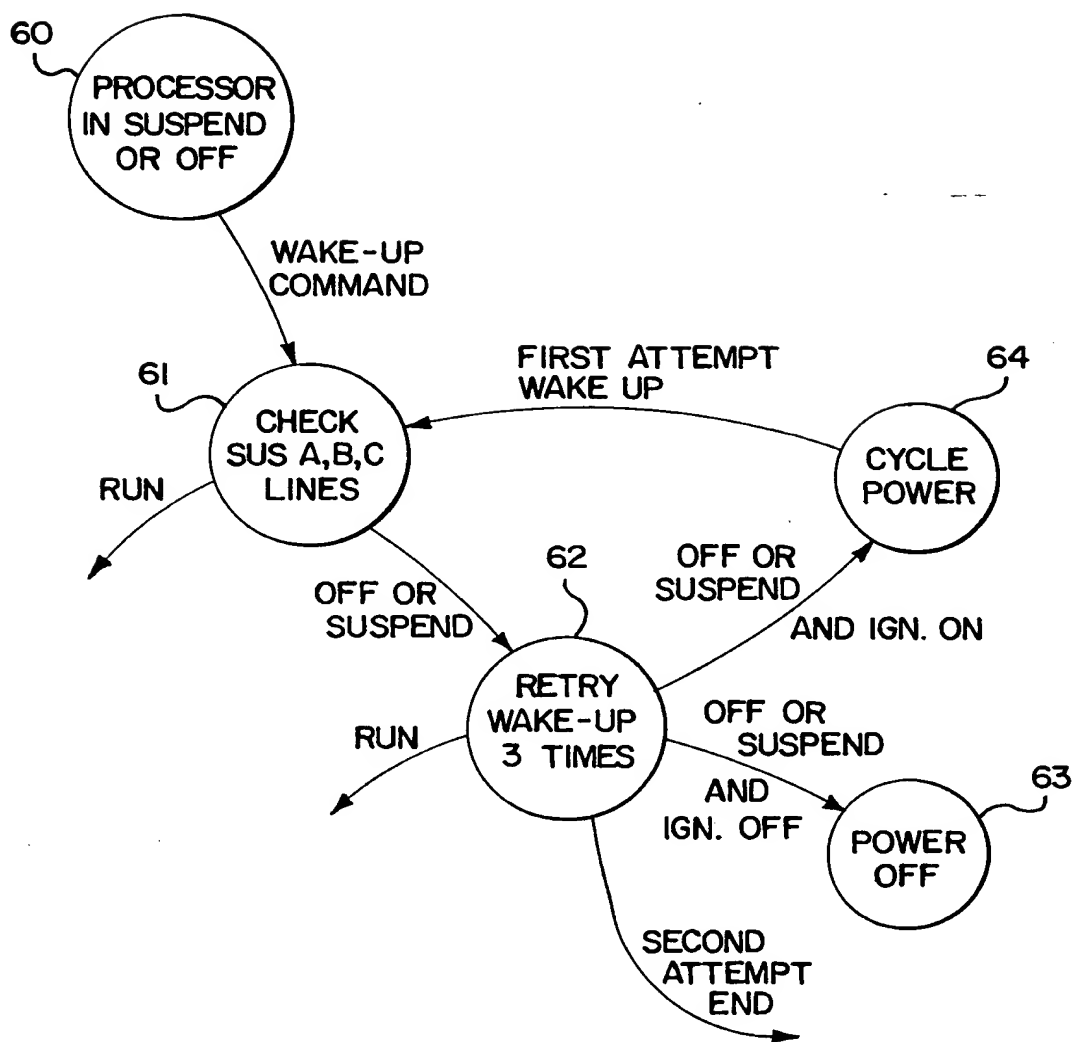 60
PROCESSOR
IN SUSPEND
OR OFF
WAKE-UP
COMMAND
61
CHECK
SUS A,B,C
LINES
RUN
FIRST ATTEMPT
WAKE UP
64
CYCLE
POWER
OFF OR
SUSPEND
62
RETRY
WAKE-UP
3 TIMES
OFF OR
SUSPEND
AND IGN. ON
RUN
OFF OR
SUSPEND
AND
IGN. OFF
63
POWER
OFF
SECOND
ATTEMPT
END